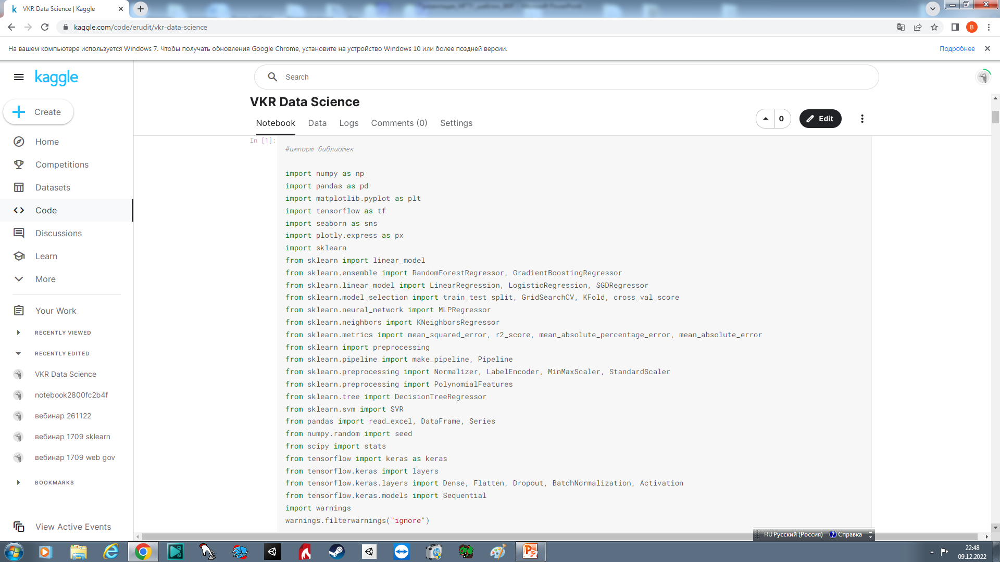 VKR Data Science | Kaggle
kaggle.com/code/erudit/vkr-data-science
B
На вашем компьютере используется Windows 7. Чтобы получать обновления Google Chrome, установите на устройство Windows 10 или более поздней версии.
Подробнее
kaggle
Search
VKR Data Science
Create
Notebook
Data
Logs
Comments (0)
Settings
0
Edit
Home
Competitions
Datasets
Code
Discussions
Learn
More
Your Work
RECENTLY VIEWED
RECENTLY EDITED
VKR Data Science
notebook2800fc2b4f
вебинар 261122
вебинар 1709 sklearn
вебинар 1709 web gov
BOOKMARKS
View Active Events
In [1]:
#импорт библиотек
import numpy as np
import pandas as pd
import matplotlib.pyplot as plt
import tensorflow as tf
import seaborn as sns
import plotly.express as px
import sklearn
from sklearn import linear_model
from sklearn.ensemble import RandomForestRegressor, GradientBoostingRegressor
from sklearn.linear_model import LinearRegression, LogisticRegression, SGDRegressor
from sklearn.model_selection import train_test_split, GridSearchCV, KFold, cross_val_score
from sklearn.neural_network import MLPRegressor
from sklearn.neighbors import KNeighborsRegressor
from sklearn.metrics import mean_squared_error, r2_score, mean_absolute_percentage_error, mean_absolute_error
from sklearn import preprocessing
from sklearn.pipeline import make_pipeline, Pipeline
from sklearn.preprocessing import Normalizer, LabelEncoder, MinMaxScaler, StandardScaler
from sklearn.preprocessing import PolynomialFeatures
from sklearn.tree import DecisionTreeRegressor
from sklearn.svm import SVR
from pandas import read_excel, DataFrame, Series
from numpy.random import seed
from scipy import stats
from tensorflow import keras as keras
from tensorflow.keras import layers
from tensorflow.keras.layers import Dense, Flatten, Dropout, BatchNormalization, Activation
from tensorflow.keras.models import Sequential
import warnings
warnings.filterwarnings("ignore")
RU Русский (Россия)
Справка
22:48
09.12.2022